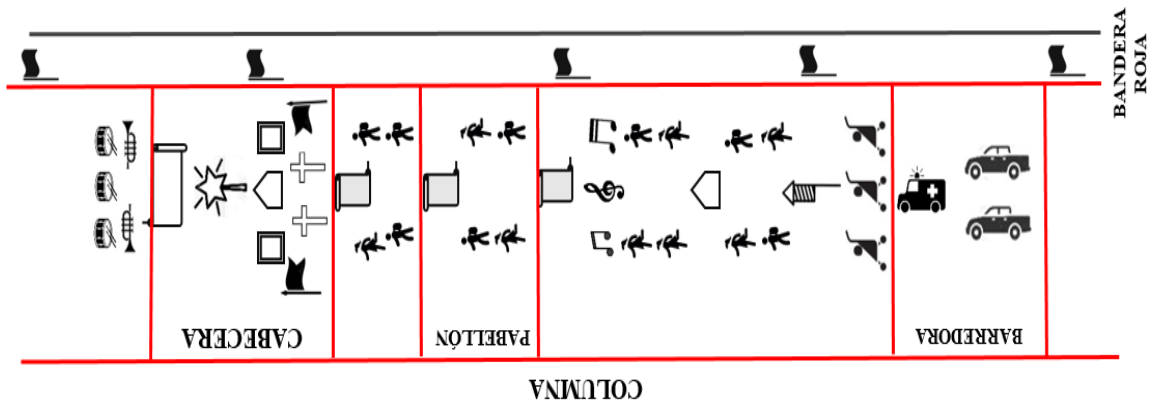 BANDERA
ROJA
CABECERA
PABELLÓN
BARREDORA
COLUMNA